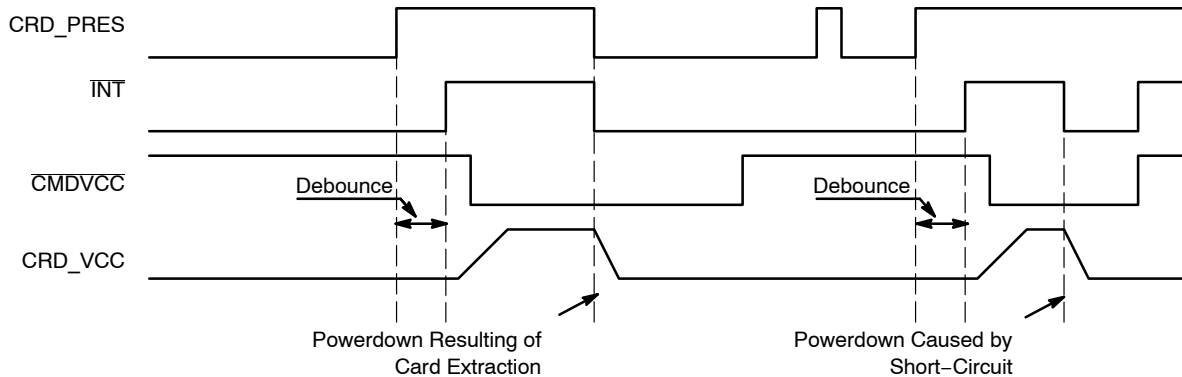 CRD_PRES
INT
CMDVCC
Debounce
Debounce
CRD_VCC
Powerdown Resulting of
Card Extraction
Powerdown Caused by
Short−Circuit